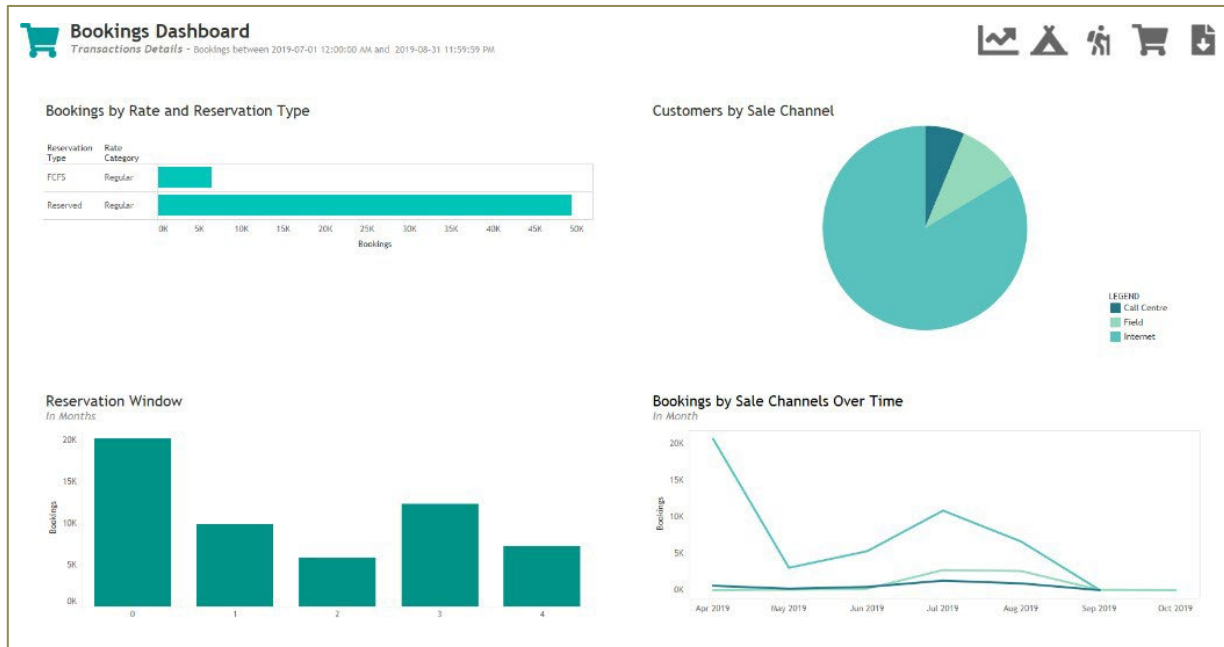 Bookings Dashboard
Transactions Details - Bookings between 2019-07-01 12:00:00 AM and 2019-08-31 11:59:59 PM
Bookings by Rate and Reservation Type
Reservation Type
Rate Category
FCFS Regular
Reserved Regular
0K 5K 10K 15K 20K 25K 30K 35K 40K 45K 50K
Bookings
Customers by Sale Channel
LEGEND
Call Centre
Field
Internet
Reservation Window
In Months
20K
15K
10K
5K
0K
Bookings
0 1 2 3 4
Bookings by Sale Channels Over Time
In Month
20K
15K
10K
5K
0K
Bookings
Apr 2019 May 2019 Jun 2019 Jul 2019 Aug 2019 Sep 2019 Oct 2019